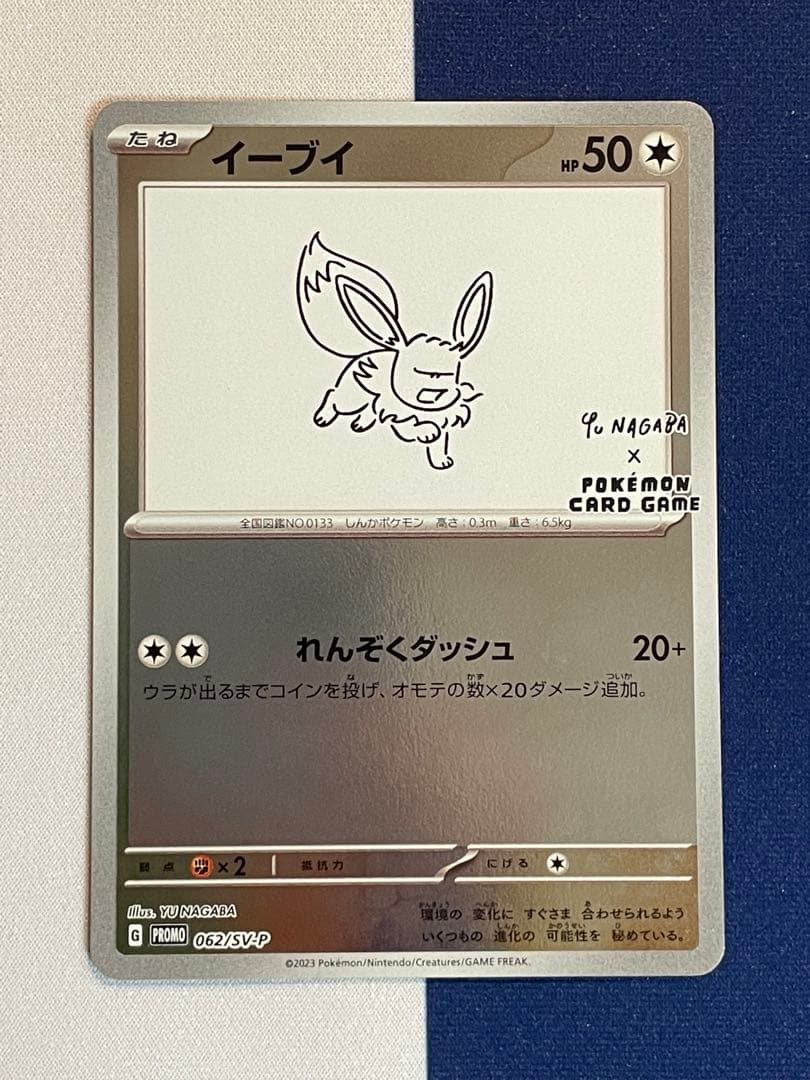 たね
イーブイ
HP 50
Yu NAGABA
×
POKÉMON
CARD GAME
全国図鑑NO.0133 しんかポケモン 高さ:0.3m 重さ:6.5kg
れんぞくダッシュ 20+
ウラが出るまでコインを投げ、オモテの数×20ダメージ追加。
弱点 ×2 抵抗力 にげる
Illus. YU NAGABA
G PROMO 062/SV-P
環境の 変化に すぐさま 合わせられるよう
いくつもの 進化の 可能性を 秘めている。
©2023 Pokémon/Nintendo/Creatures/GAME FREAK.